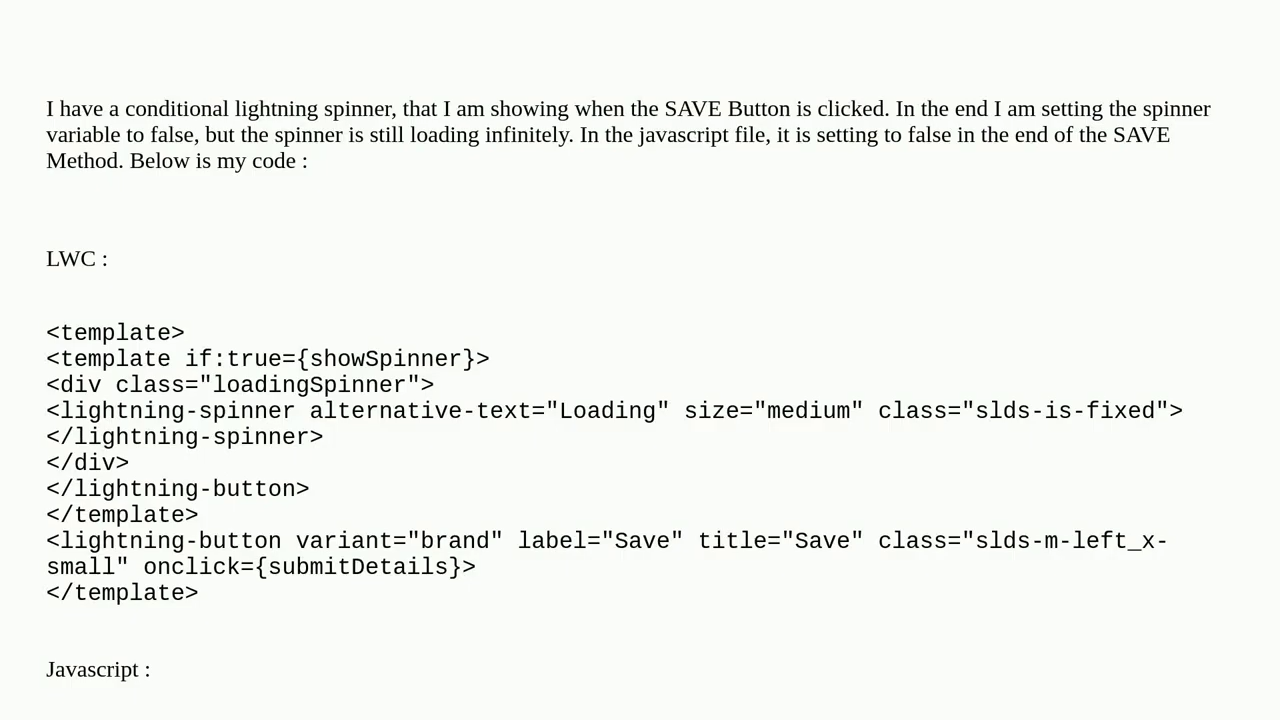 I have a conditional lightning spinner, that I am showing when the SAVE Button is clicked. In the end I am setting the spinner
variable to false, but the spinner is still loading infinitely. In the javascript file, it is setting to false in the end of the SAVE
Method. Below is my code :
LWC :
<template>
<template if:true={showSpinner}>
<div class="loadingSpinner">
<lightning-spinner alternative-text="Loading" size="medium" class="slds-is-fixed">
</lightning-spinner>
</div>
</lightning-button>
</template>
<lightning-button variant="brand" label="Save" title="Save" class="slds-m-left_x-
small" onclick={submitDetails}>
</template>
Javascript :